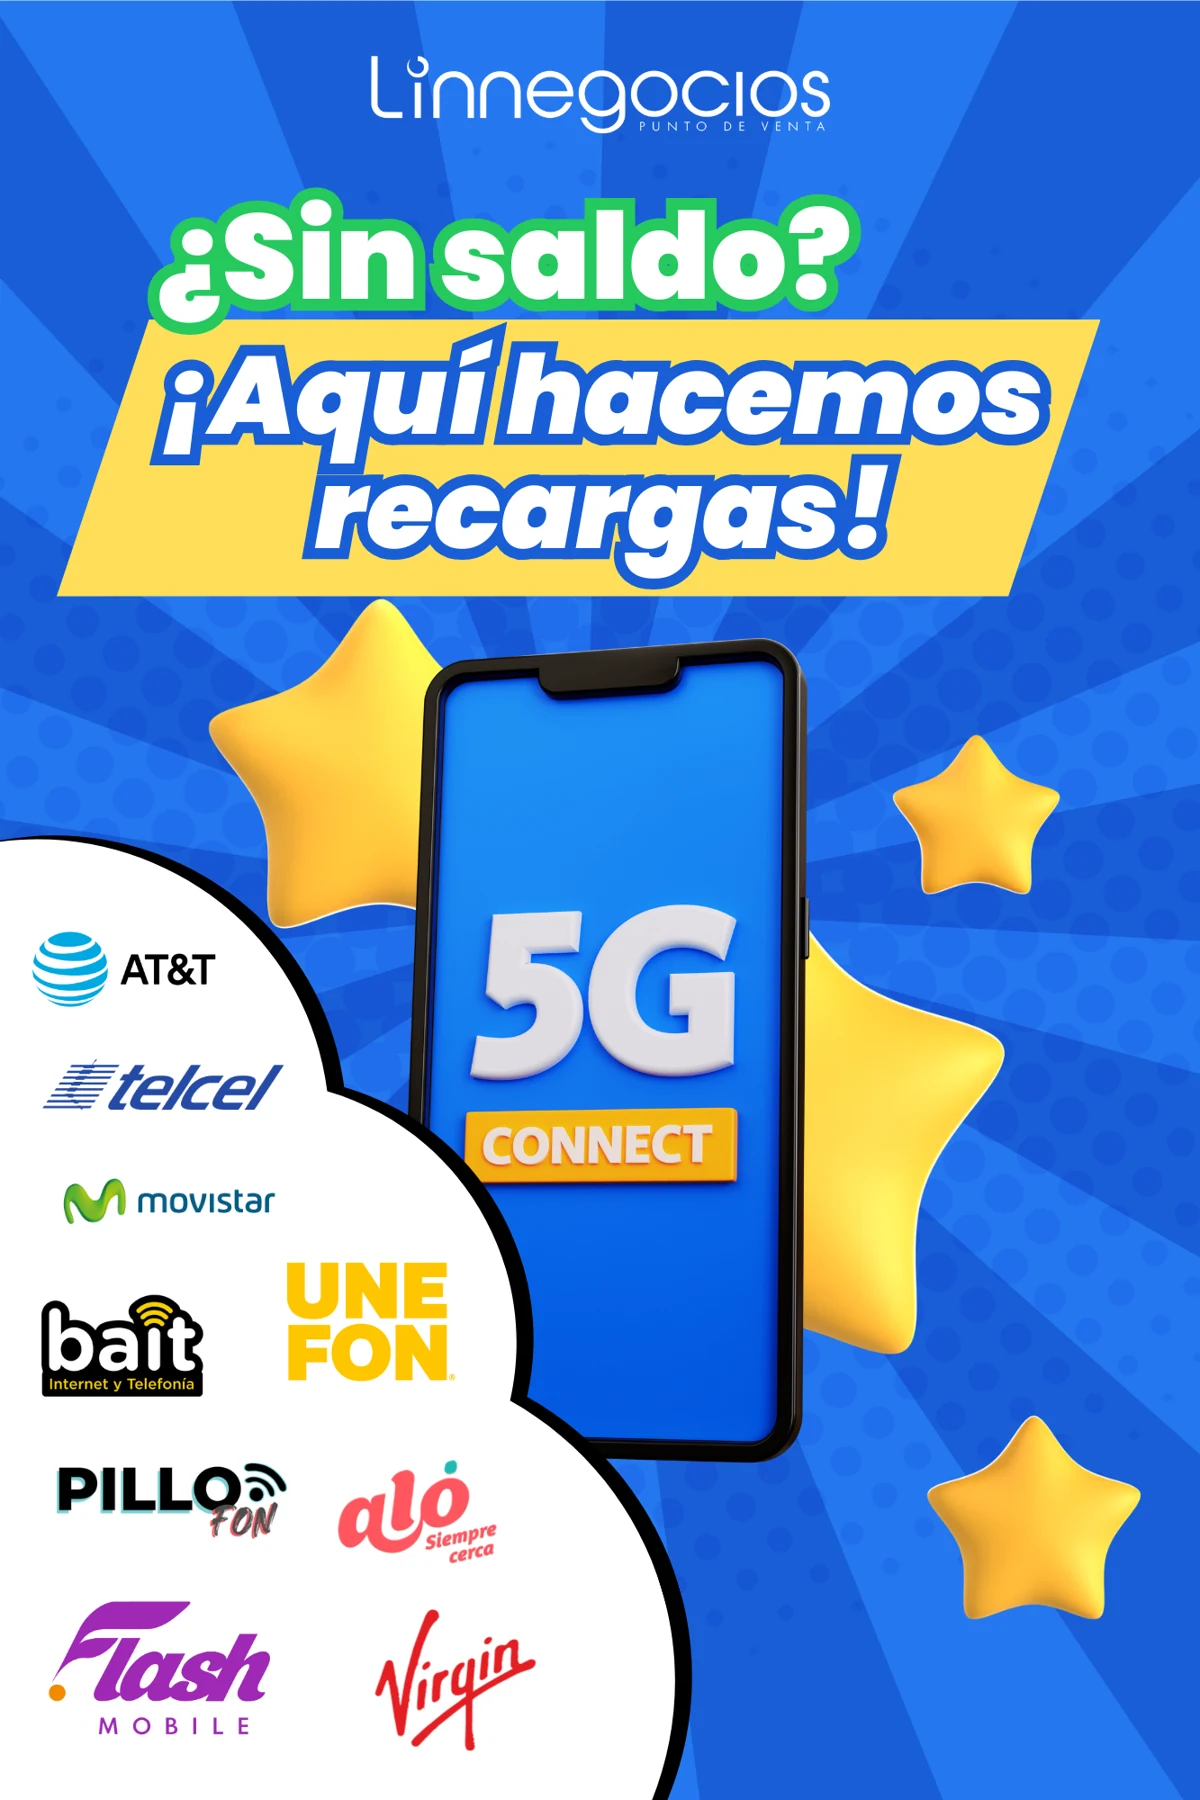 Linnegocios
PUNTO DE VENTA
¿Sin saldo?
¡Aquí hacemos
recargas!
5G
CONNECT
AT&T
telcel
movistar
bait
Internet y Telefonía
UNE
FON®
PILLO
FON
aló
Siempre
cerca
Flash
MOBILE
Virgin